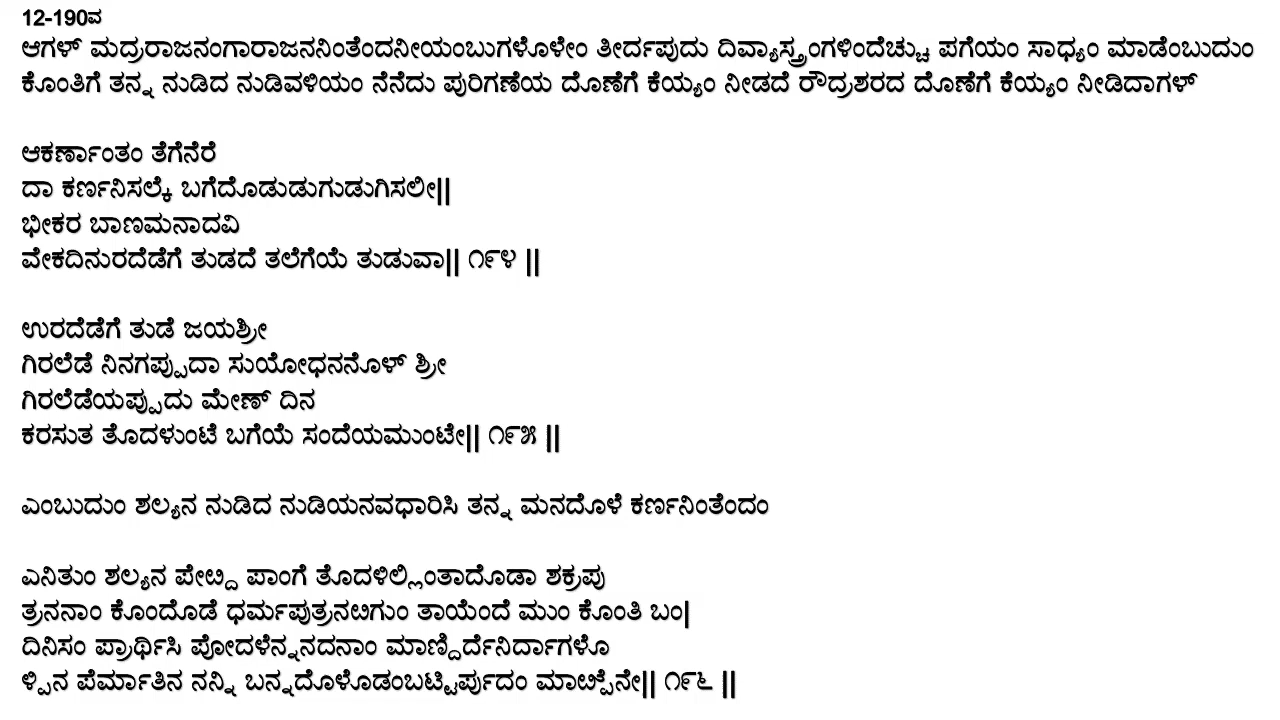 12-190ವ
ಆಗಳ್ ಮದ್ರರಾಜನಂಗಾರಾಜನನಿಂತೆಂದನೀಯಂಬುಗಳೊಳೇಂ ತೀರ್ದಪುದು ದಿವ್ಯಾಸ್ತ್ರಂಗಳಿಂದೆಚ್ಚು ಪಗೆಯಂ ಸಾಧ್ಯಂ ಮಾಡೆಂಬುದುಂ
ಕೊಂತಿಗೆ ತನ್ನ ನುಡಿದ ನುಡಿವಳಿಯಂ ನೆನೆದು ಪುರಿಗಣೆಯ ದೊಣೆಗೆ ಕೆಯ್ಯಂ ನೀಡದೆ ರೌದ್ರಶರದ ದೊಣೆಗೆ ಕೆಯ್ಯಂ ನೀಡಿದಾಗಳ್
ಆಕರ್ಣಾಂತಂ ತೆಗೆನೆರೆ
ದಾ ಕರ್ಣನಿಸಲ್ಕೆ ಬಗೆದೊಡುಡುಗುಡುಗಿಸಲೀ||
ಭೀಕರ ಬಾಣಮನಾದವಿ
ವೇಕದಿನುರದೆಡೆಗೆ ತುಡದೆ ತಲೆಗೆಯೆ ತುಡುವಾ|| ೧೯೪ ||
ಉರದೆಡೆಗೆ ತುಡೆ ಜಯಶ್ರೀ
ಗಿರಲೆಡೆ ನಿನಗಪ್ಪುದಾ ಸುಯೋಧನನೊಳ್ ಶ್ರೀ
ಗಿರಲೆಡೆಯಪ್ಪುದು ಮೇಣ್ ದಿನ
ಕರಸುತ ತೊದಳುಂಟೆ ಬಗೆಯೆ ಸಂದೆಯಮುಂಟೇ|| ೧೯೫ ||
ಎಂಬುದುಂ ಶಲ್ಯನ ನುಡಿದ ನುಡಿಯನವಧಾರಿಸಿ ತನ್ನ ಮನದೊಳೆ ಕರ್ಣನಿಂತೆಂದಂ
ಎನಿತುಂ ಶಲ್ಯನ ಪೇೞ್ದ ಪಾಂಗೆ ತೊದಳಿಲ್ಲಿಂತಾದೊಡಾ ಶಕ್ರಪು
ತ್ರನನಾಂ ಕೊಂದೊಡೆ ಧರ್ಮಪುತ್ರನೞಗುಂ ತಾಯೆಂದೆ ಮುಂ ಕೊಂತಿ ಬಂ|
ದಿನಿಸಂ ಪ್ರಾರ್ಥಿಸಿ ಪೋದಳೆನ್ನನದನಾಂ ಮಾಣ್ದಿರ್ದೆನಿರ್ದಾಗಳೊ
ಳ್ಪಿನ ಪೆರ್ಮಾತಿನ ನನ್ನಿ ಬನ್ನದೊಳೊಡಂಬಟ್ಟಿರ್ಪುದಂ ಮಾೞ್ಪೆನೇ|| ೧೯೬ ||